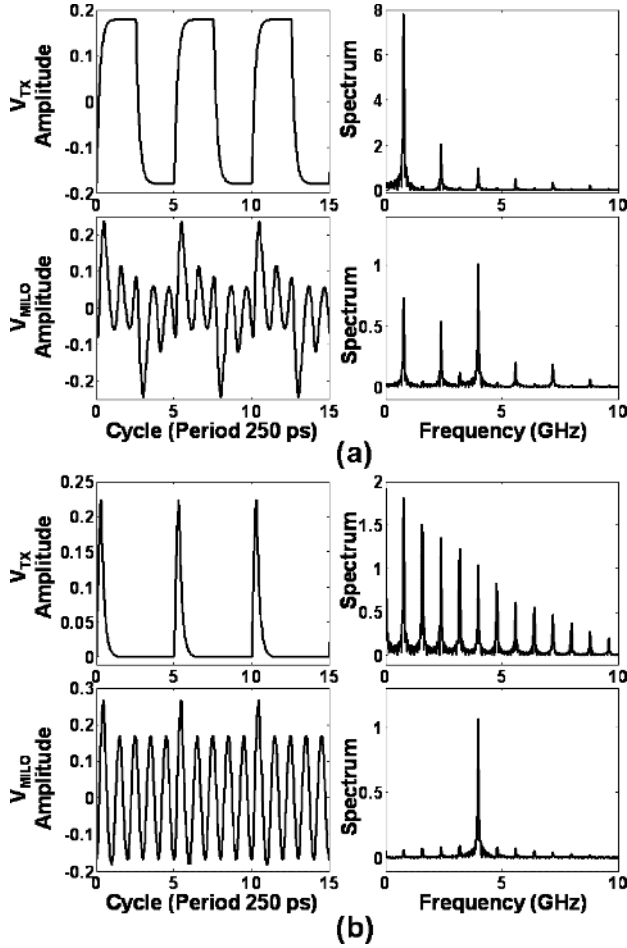 0.2
0.1
0
-0.1
-0.2
V_TX
Amplitude
0 5 10 15
8
6
4
2
0
Spectrum
0 5 10
0.2
0.1
0
-0.1
-0.2
V_MILO
Amplitude
0 5 10 15
Cycle (Period 250 ps)
1
0.5
0
Spectrum
0 5 10
Frequency (GHz)
(a)
0.25
0.2
0.15
0.1
0.05
0
V_TX
Amplitude
0 5 10 15
2
1.5
1
0.5
0
Spectrum
0 5 10
0.3
0.2
0.1
0
-0.1
-0.2
V_MILO
Amplitude
0 5 10 15
Cycle (Period 250 ps)
1
0.5
0
Spectrum
0 5 10
Frequency (GHz)
(b)